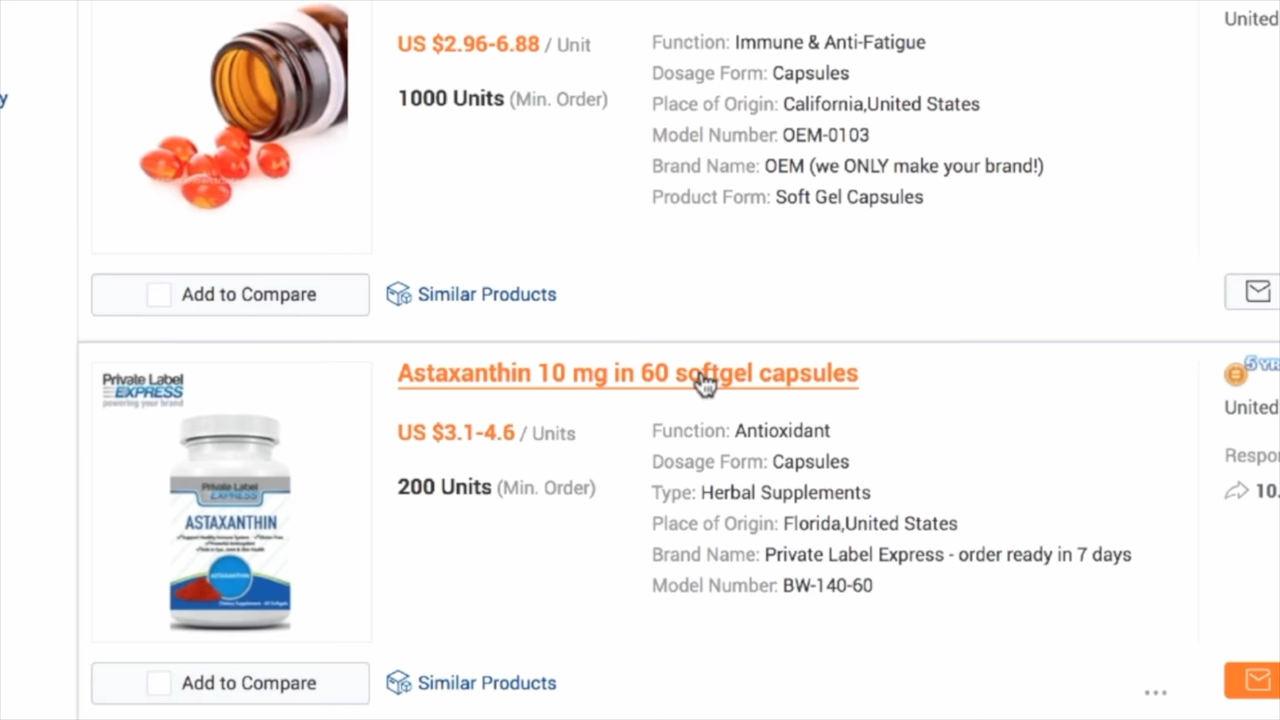 United
y
US $2.96-6.88 / Unit
1000 Units (Min. Order)
Function: Immune & Anti-Fatigue
Dosage Form: Capsules
Place of Origin: California,United States
Model Number: OEM-0103
Brand Name: OEM (we ONLY make your brand!)
Product Form: Soft Gel Capsules
Add to Compare
Similar Products
Private Label
EXPRESS
powering your brand
Private Label
EXPRESS
ASTAXANTHIN
ASTAXANTHIN
Astaxanthin 10 mg in 60 softgel capsules
US $3.1-4.6 / Units
200 Units (Min. Order)
Function: Antioxidant
Dosage Form: Capsules
Type: Herbal Supplements
Place of Origin: Florida,United States
Brand Name: Private Label Express - order ready in 7 days
Model Number: BW-140-60
5 YR
United
Respo
10.
Add to Compare
Similar Products